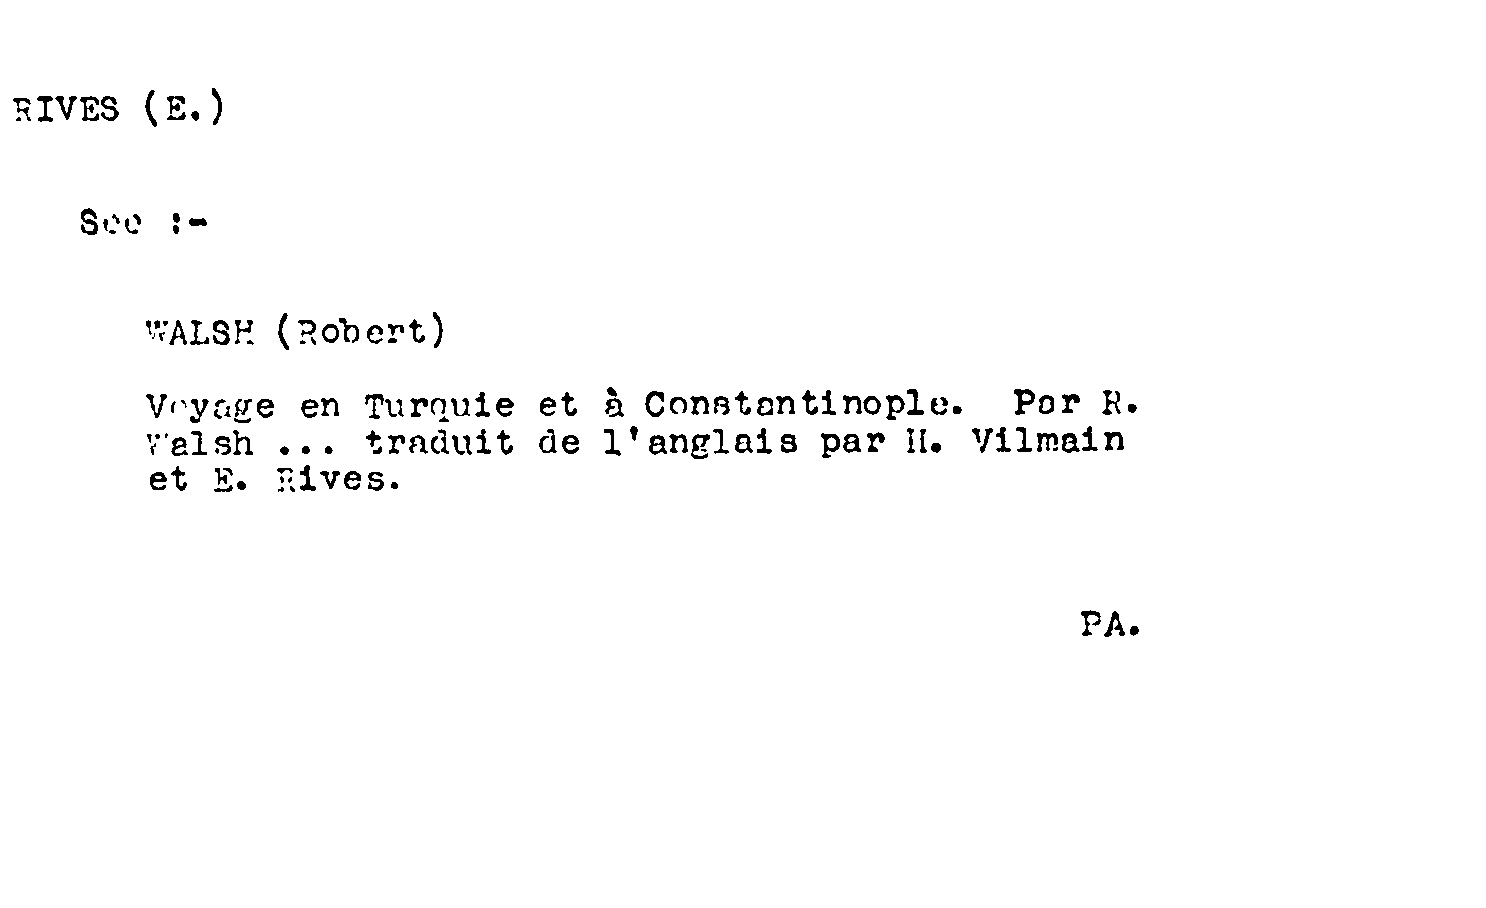 RIVES (E.)
See :-
WALSH (Robert)
Voyage en Turquie et à Constantinople. Par R.
Walsh ... traduit de l'anglais par H. Vilmain
et E. Rives.
PA.